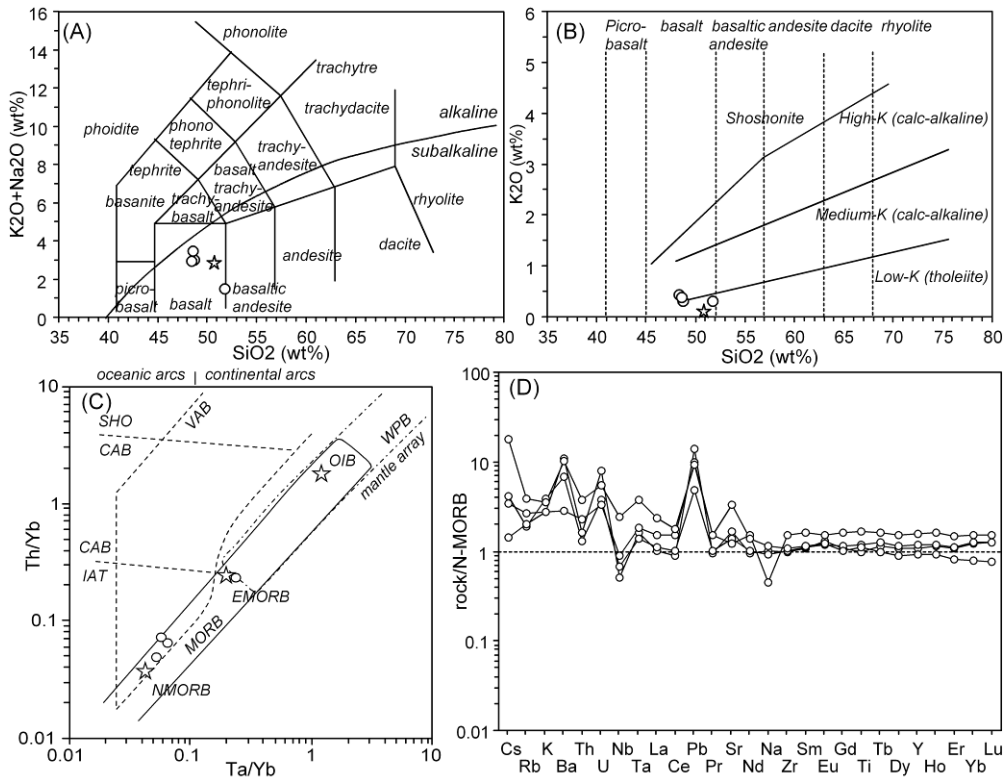 (A)
K2O+Na2O (wt%)
16
14
12
10
8
6
4
2
0
phonolite
tephri-
phonolite
trachytre
trachydacite
alkaline
subalkaline
phoidite
phono
tephrite
trachy-
andesite
tephrite
basalt
trachy-
andesite
basanite
trachy-
basalt
rhyolite
andesite
dacite
picro-
basalt
basalt
basaltic
andesite
35 40 45 50 55 60 65 70 75 80
SiO2 (wt%)
(B)
K2O (wt%)
6
5
4
3
2
1
0
Picro-
basalt
basalt
basaltic
andesite
andesite
dacite
rhyolite
Shoshonite
High-K (calc-alkaline)
Medium-K (calc-alkaline)
Low-K (tholeiite)
35 40 45 50 55 60 65 70 75 80
SiO2 (wt%)
oceanic arcs | continental arcs
(C)
Th/Yb
10
1
0.1
0.01
SHO
CAB
VAB
OIB
WPB
mantle array
CAB
IAT
EMORB
MORB
NMORB
0.1 1 10
Ta/Yb
(D)
rock/N-MORB
100
10
1
0.1
0.01
Cs K Th Nb La Pb Sr Na Sm Gd Tb Y Er Lu
Rb Ba U Ta Ce Pr Nd Zr Eu Ti Dy Ho Yb